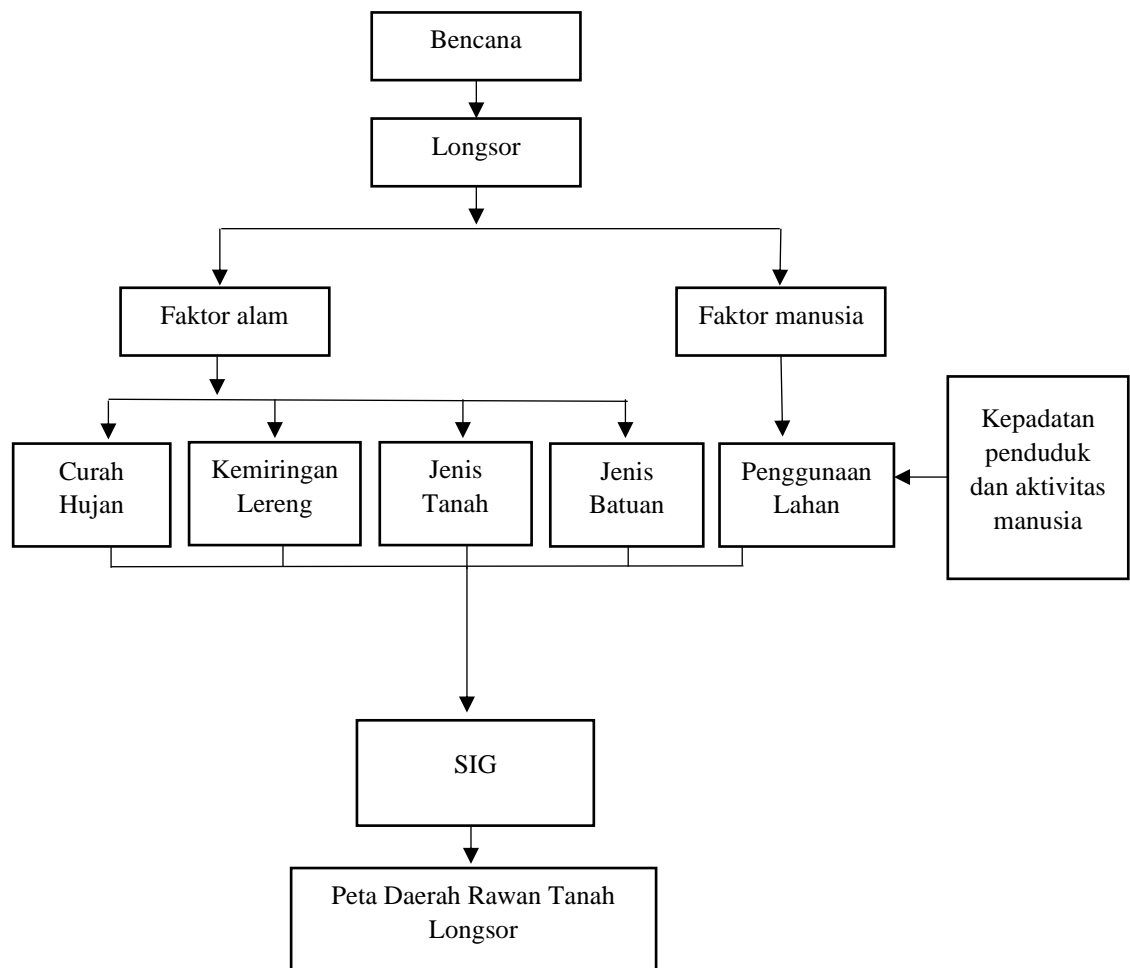 Bencana
Longsor
Faktor alam
Faktor manusia
Curah
Hujan
Kemiringan
Lereng
Jenis
Tanah
Jenis
Batuan
Penggunaan
Lahan
Kepadatan
penduduk
dan aktivitas
manusia
SIG
Peta Daerah Rawan Tanah
Longsor